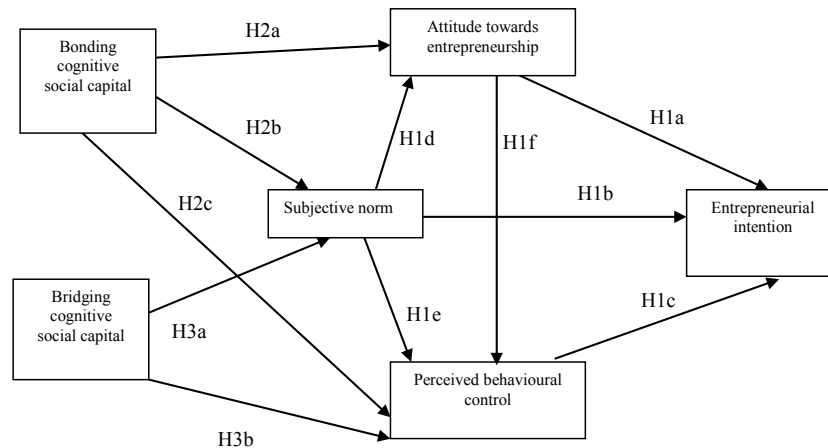 Bonding
cognitive
social capital
H2a
Attitude towards
entrepreneurship
H1a
H2b
H1d
H1f
H2c
Subjective norm
H1b
Entrepreneurial
intention
Bridging
cognitive
social capital
H3a
H1e
H1c
Perceived behavioural
control
H3b